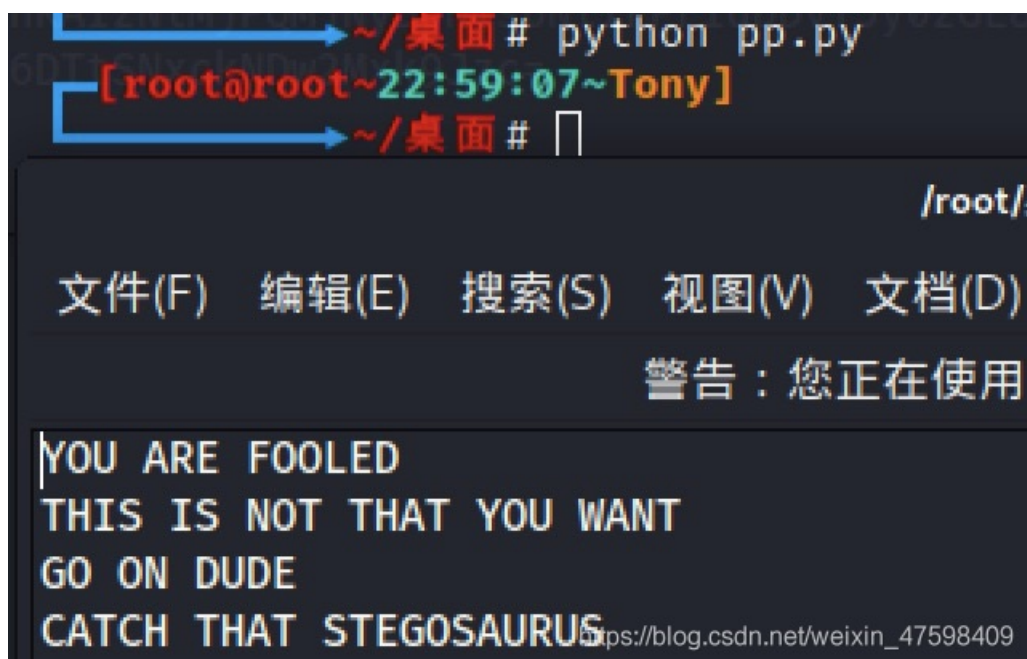 ~/桌面# python pp.py
[root@root~22:59:07~Tony]
~/桌面#
/root/
文件(F) 编辑(E) 搜索(S) 视图(V) 文档(D)
警告：您正在使用
YOU ARE FOOLED
THIS IS NOT THAT YOU WANT
GO ON DUDE
CATCH THAT STEGOSAURUS
https://blog.csdn.net/weixin_47598409